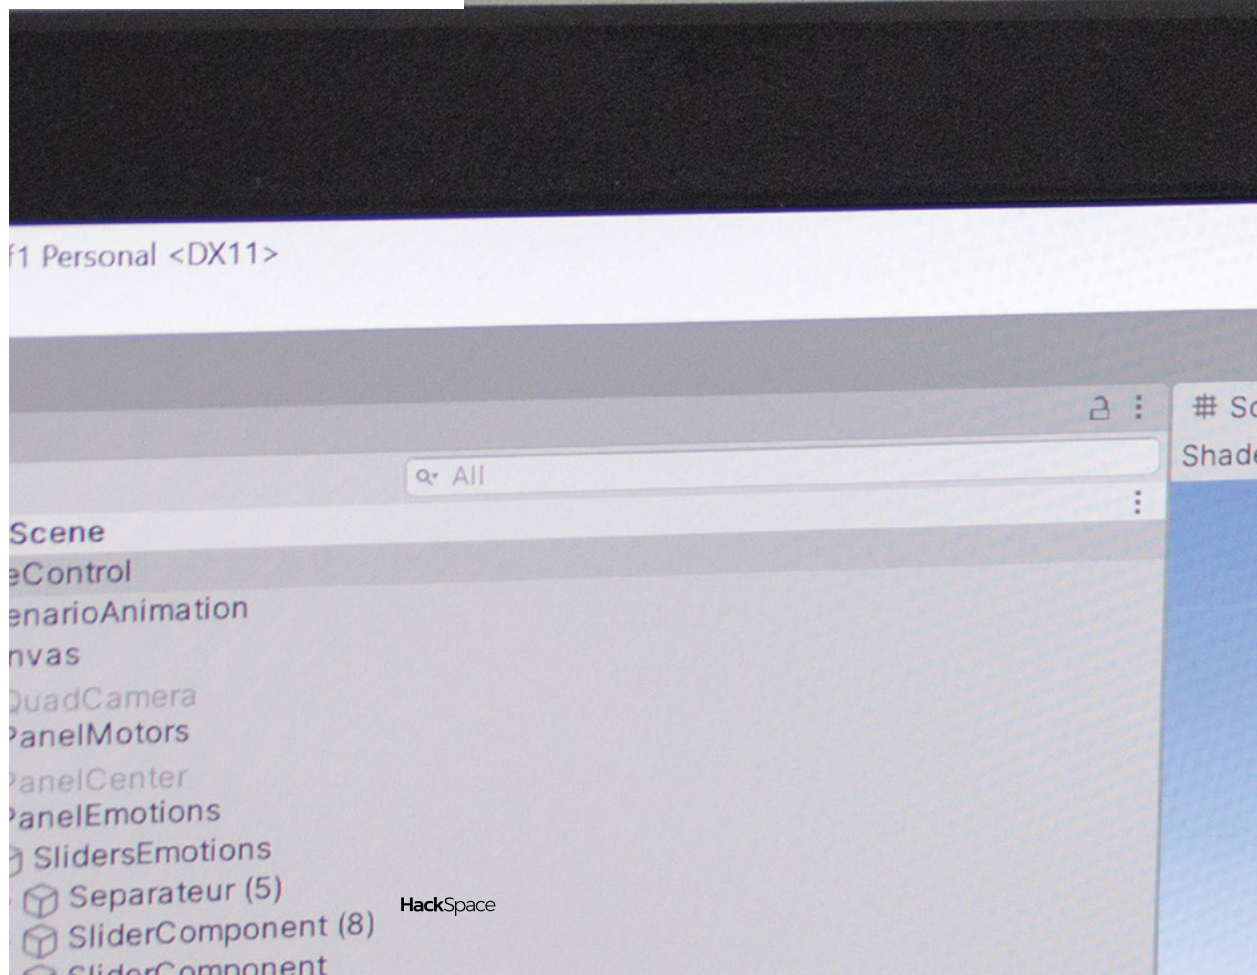 f1 Personal <DX11>
# Sc
Shade
All
Scene
eControl
enarioAnimation
nvas
QuadCamera
PanelMotors
PanelCenter
PanelEmotions
SlidersEmotions
Separateur (5)
SliderComponent (8)
SliderComponent
HackSpace